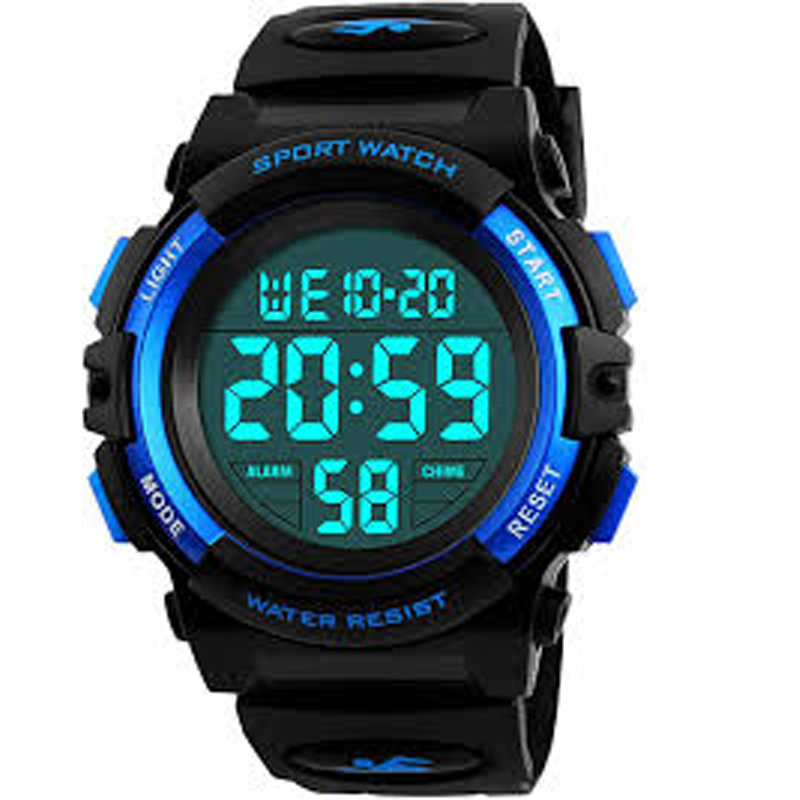 SPORT WATCH
LIGHT
START
WE 10-20
20:59
ALARM
CHIME
58
MODE
RESET
WATER RESIST